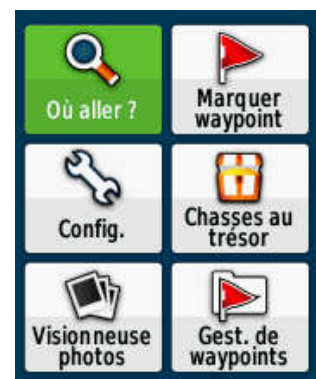 Où aller ?
Marquer
waypoint
Config.
Chasses au
trésor
Visionneuse
photos
Gest. de
waypoints